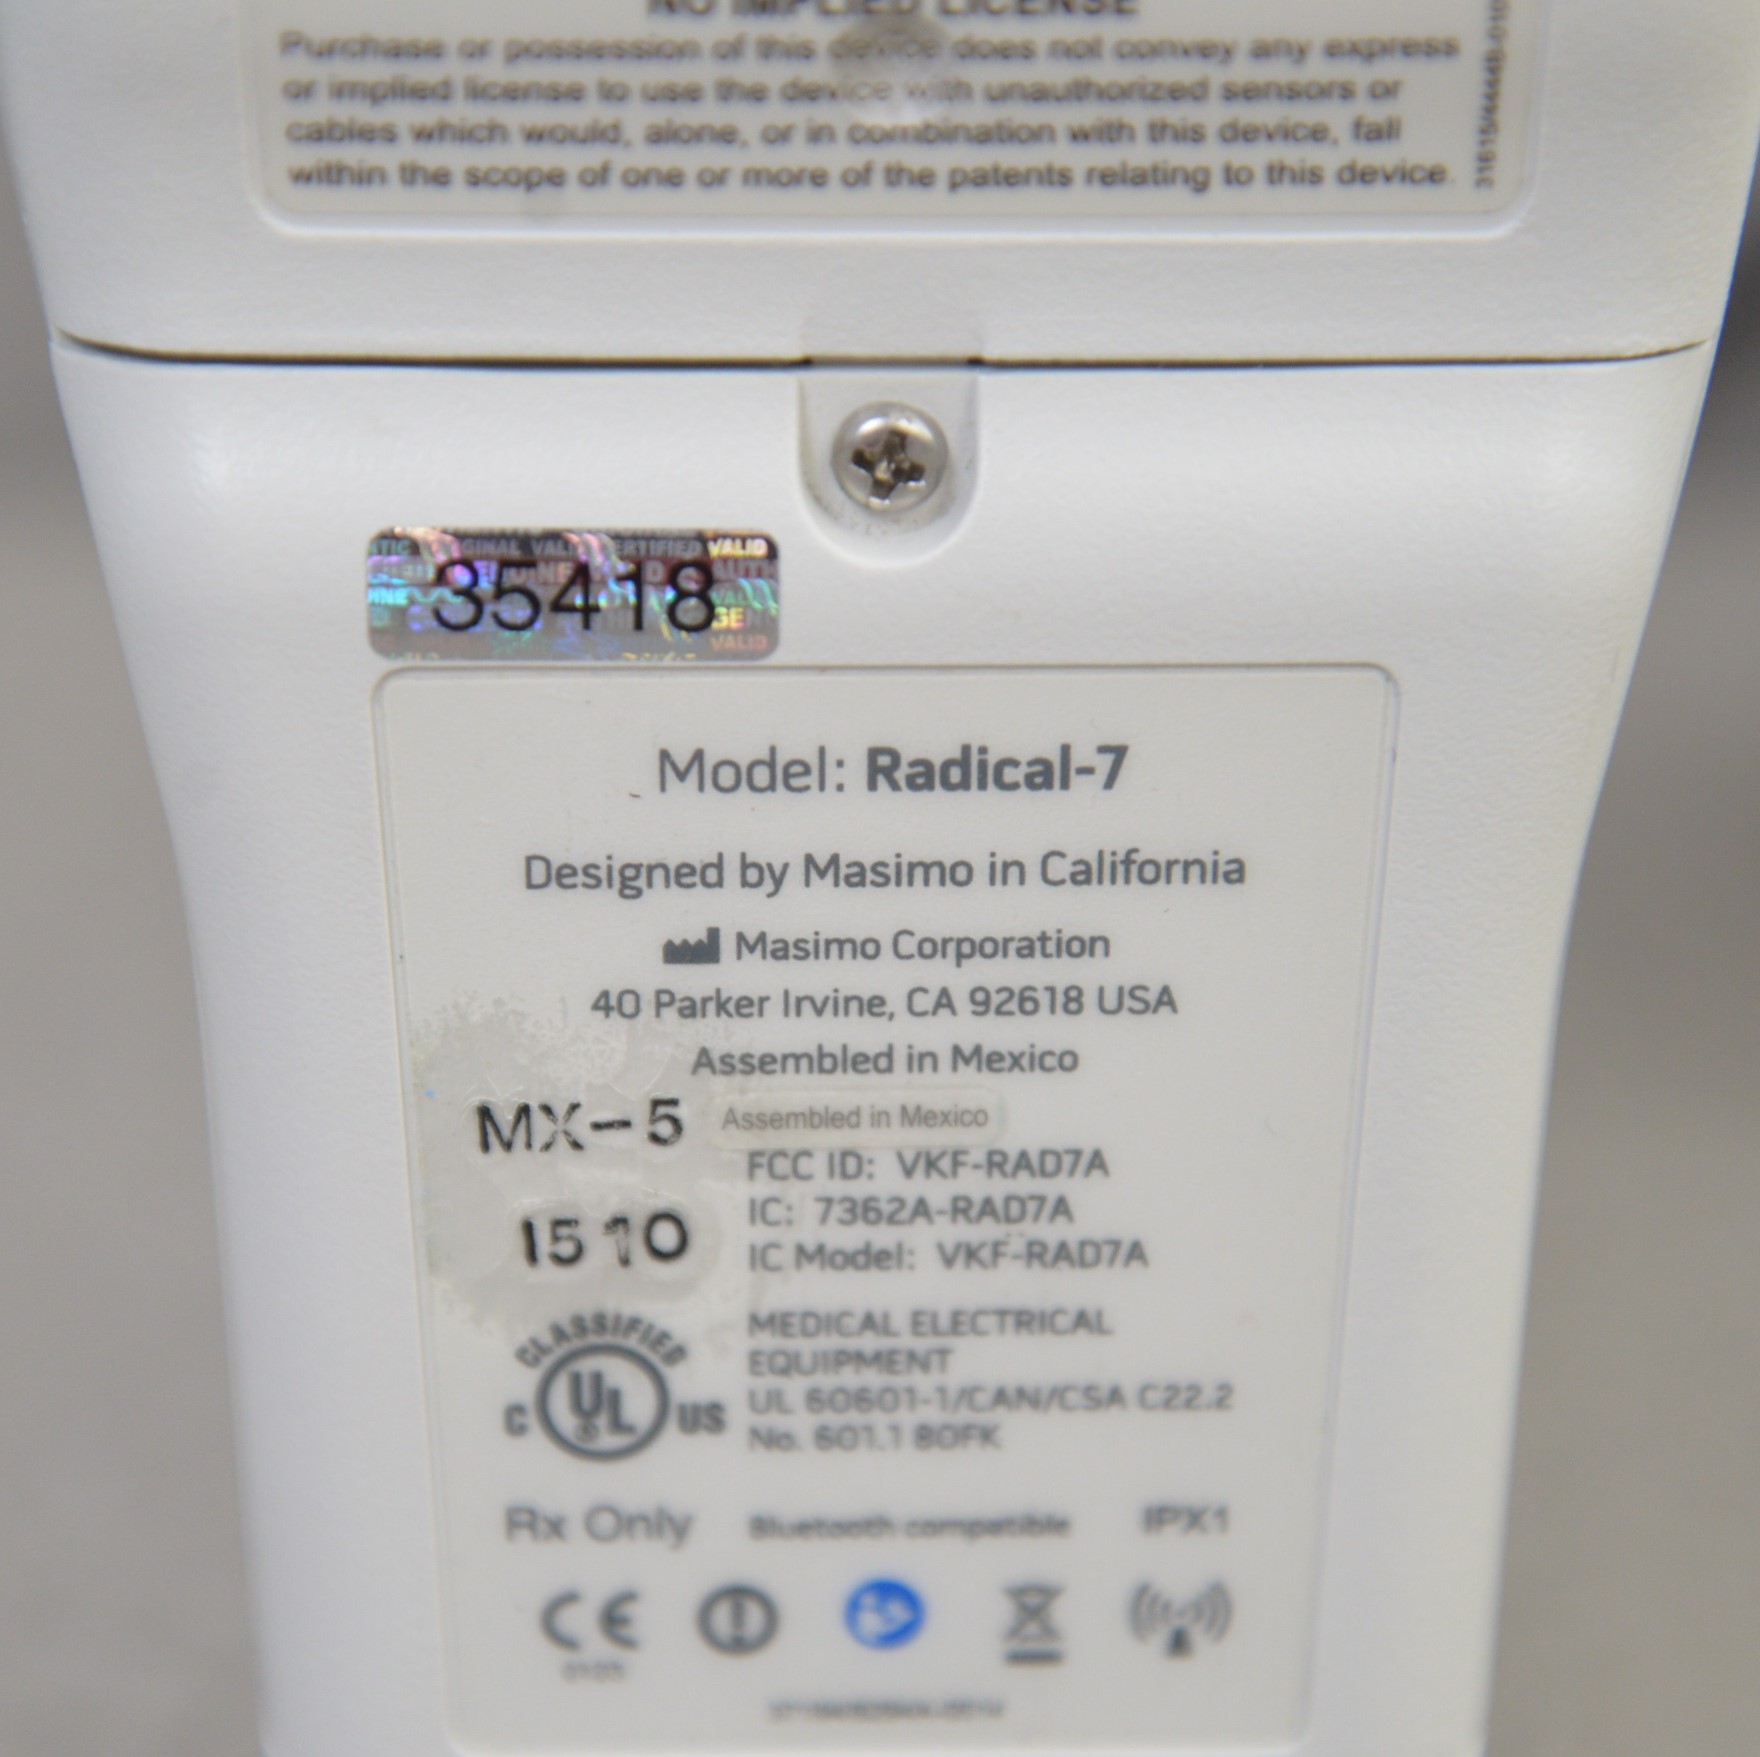 NO IMPLIED LICENSE
Purchase or possession of this device does not convey any express
or implied license to use the device with unauthorized sensors or
cables which would, alone, or in combination with this device, fall
within the scope of one or more of the patents relating to this device.
35418
VALID
Model: Radical-7
Designed by Masimo in California
Masimo Corporation
40 Parker Irvine, CA 92618 USA
Assembled in Mexico
MX-5
Assembled in Mexico
FCC ID: VKF-RAD7A
1510
IC: 7362A-RAD7A
IC Model: VKF-RAD7A
CLASSIFIED
C UL US
MEDICAL ELECTRICAL
EQUIPMENT
UL 60601-1/CAN/CSA C22.2
No. 601.1 80FK
Rx Only Bluetooth compatible IPX1
CE